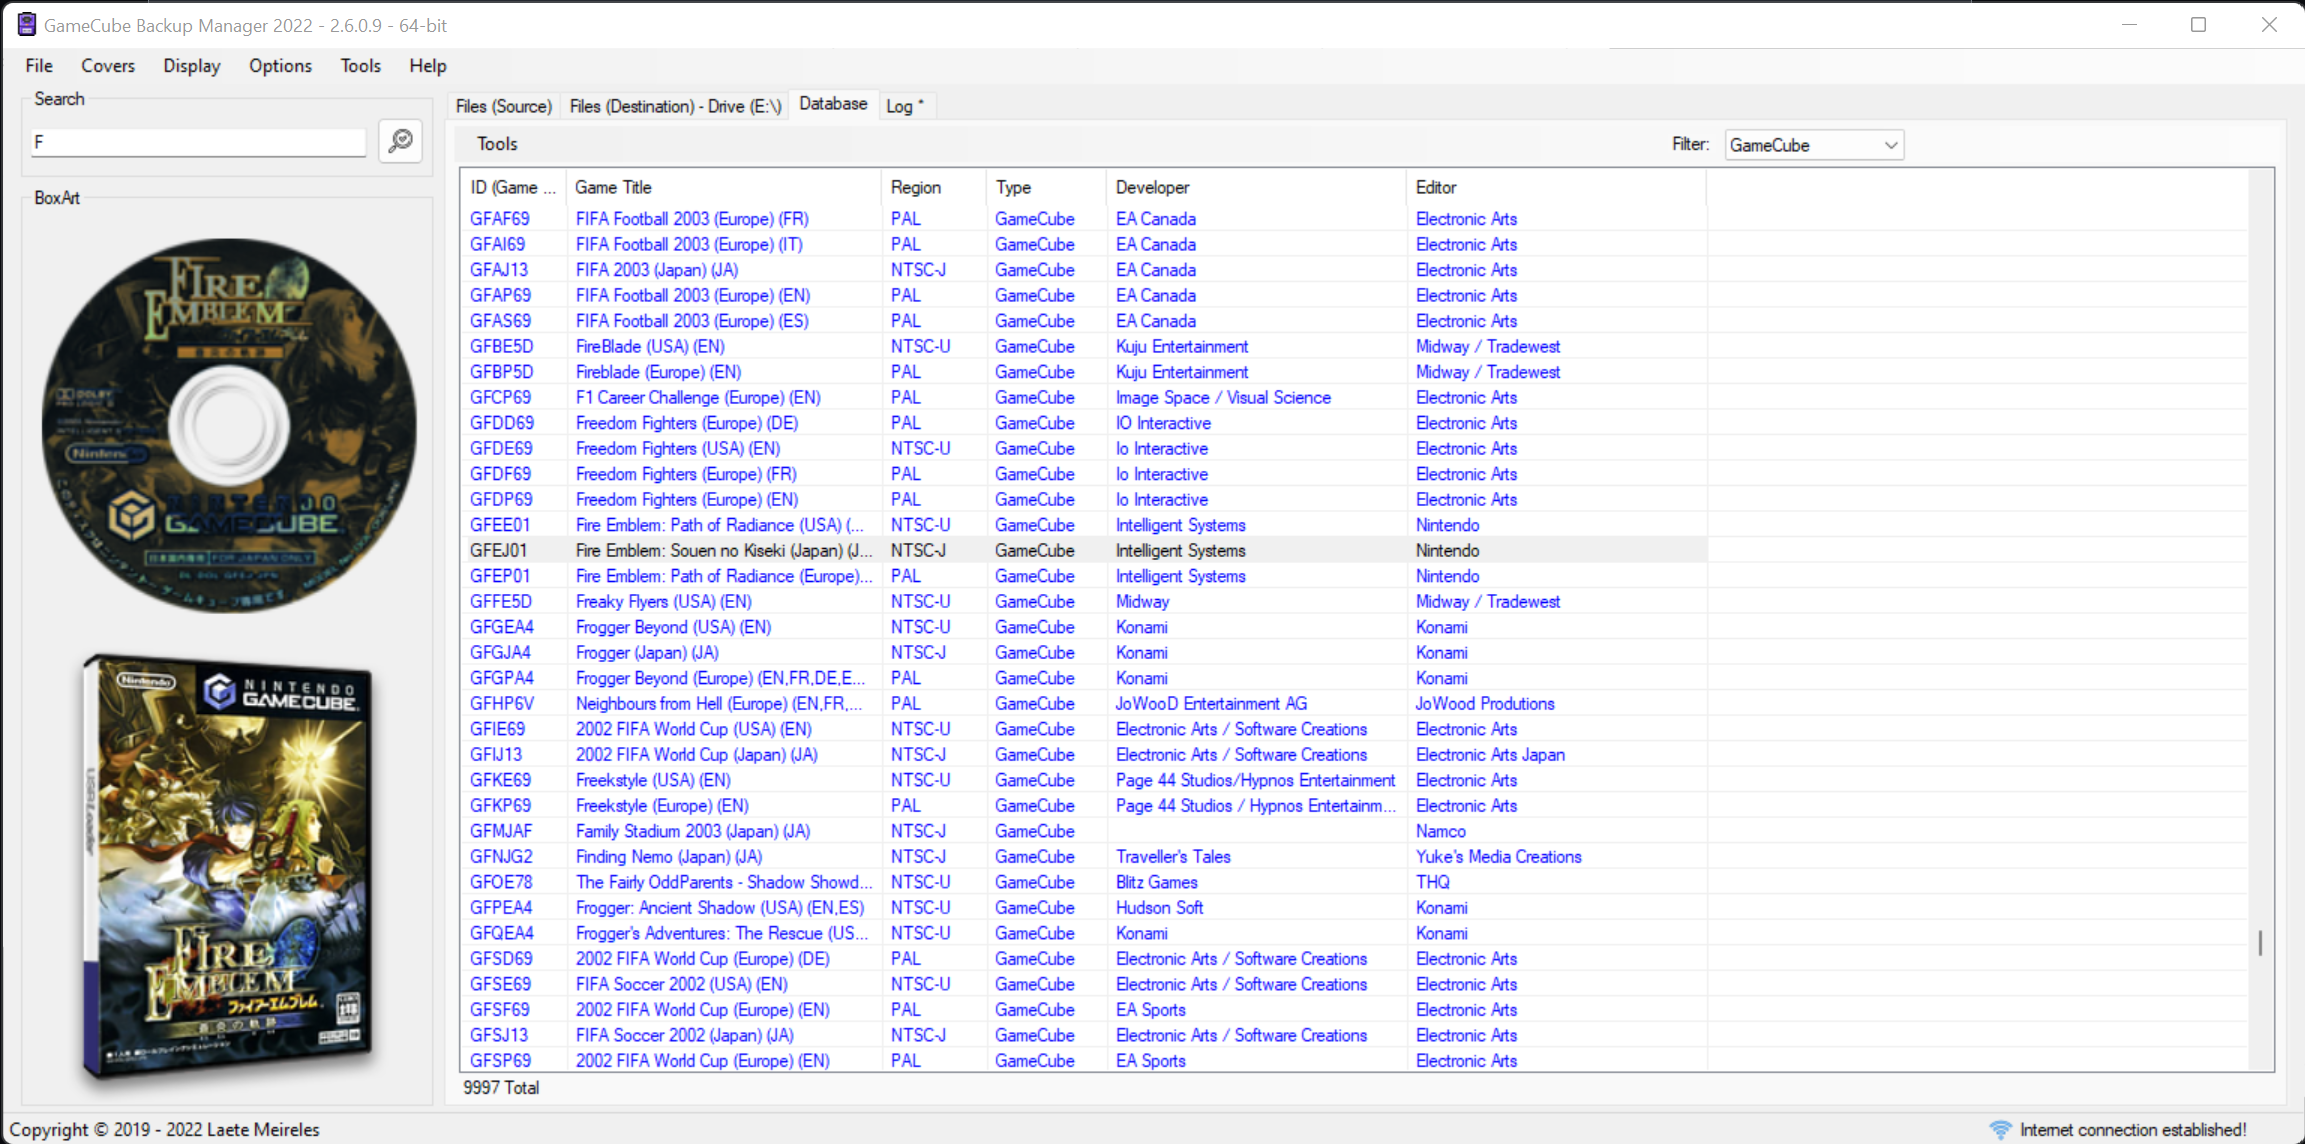 GameCube Backup Manager 2022 - 2.6.0.9 - 64-bit
File Covers Display Options Tools Help
Search
F
BoxArt
FIRE EMBLEM
Nintendo
NINTENDO GAMECUBE
FOR JAPAN ONLY
Nintendo
NINTENDO GAMECUBE
FIRE EMBLEM
ファイアーエムブレム
Files (Source) Files (Destination) - Drive (E:\) Database Log *
Tools Filter: GameCube
ID (Game ... Game Title Region Type Developer Editor
GFAF69 FIFA Football 2003 (Europe) (FR) PAL GameCube EA Canada Electronic Arts
GFAI69 FIFA Football 2003 (Europe) (IT) PAL GameCube EA Canada Electronic Arts
GFAJ13 FIFA 2003 (Japan) (JA) NTSC-J GameCube EA Canada Electronic Arts
GFAP69 FIFA Football 2003 (Europe) (EN) PAL GameCube EA Canada Electronic Arts
GFAS69 FIFA Football 2003 (Europe) (ES) PAL GameCube EA Canada Electronic Arts
GFBE5D FireBlade (USA) (EN) NTSC-U GameCube Kuju Entertainment Midway / Tradewest
GFBP5D Fireblade (Europe) (EN) PAL GameCube Kuju Entertainment Midway / Tradewest
GFCP69 F1 Career Challenge (Europe) (EN) PAL GameCube Image Space / Visual Science Electronic Arts
GFDD69 Freedom Fighters (Europe) (DE) PAL GameCube IO Interactive Electronic Arts
GFDE69 Freedom Fighters (USA) (EN) NTSC-U GameCube Io Interactive Electronic Arts
GFDF69 Freedom Fighters (Europe) (FR) PAL GameCube Io Interactive Electronic Arts
GFDP69 Freedom Fighters (Europe) (EN) PAL GameCube Io Interactive Electronic Arts
GFEE01 Fire Emblem: Path of Radiance (USA) (... NTSC-U GameCube Intelligent Systems Nintendo
GFEJ01 Fire Emblem: Souen no Kiseki (Japan) (J... NTSC-J GameCube Intelligent Systems Nintendo
GFEP01 Fire Emblem: Path of Radiance (Europe)... PAL GameCube Intelligent Systems Nintendo
GFFE5D Freaky Flyers (USA) (EN) NTSC-U GameCube Midway Midway / Tradewest
GFGEA4 Frogger Beyond (USA) (EN) NTSC-U GameCube Konami Konami
GFGJA4 Frogger (Japan) (JA) NTSC-J GameCube Konami Konami
GFGPA4 Frogger Beyond (Europe) (EN,FR,DE,E... PAL GameCube Konami Konami
GFHP6V Neighbours from Hell (Europe) (EN,FR,... PAL GameCube JoWooD Entertainment AG JoWood Produtions
GFIE69 2002 FIFA World Cup (USA) (EN) NTSC-U GameCube Electronic Arts / Software Creations Electronic Arts
GFIJ13 2002 FIFA World Cup (Japan) (JA) NTSC-J GameCube Electronic Arts / Software Creations Electronic Arts Japan
GFKE69 Freekstyle (USA) (EN) NTSC-U GameCube Page 44 Studios/Hypnos Entertainment Electronic Arts
GFKP69 Freekstyle (Europe) (EN) PAL GameCube Page 44 Studios / Hypnos Entertainm... Electronic Arts
GFMJAF Family Stadium 2003 (Japan) (JA) NTSC-J GameCube Namco
GFNJG2 Finding Nemo (Japan) (JA) NTSC-J GameCube Traveller's Tales Yuke's Media Creations
GFOE78 The Fairly OddParents - Shadow Showd... NTSC-U GameCube Blitz Games THQ
GFPEA4 Frogger: Ancient Shadow (USA) (EN,ES) NTSC-U GameCube Hudson Soft Konami
GFQEA4 Frogger's Adventures: The Rescue (US... NTSC-U GameCube Konami Konami
GFSD69 2002 FIFA World Cup (Europe) (DE) PAL GameCube Electronic Arts / Software Creations Electronic Arts
GFSE69 FIFA Soccer 2002 (USA) (EN) NTSC-U GameCube Electronic Arts / Software Creations Electronic Arts
GFSF69 2002 FIFA World Cup (Europe) (EN) PAL GameCube EA Sports Electronic Arts
GFSJ13 FIFA Soccer 2002 (Japan) (JA) NTSC-J GameCube Electronic Arts / Software Creations Electronic Arts
GFSP69 2002 FIFA World Cup (Europe) (EN) PAL GameCube EA Sports Electronic Arts
9997 Total
Copyright © 2019 - 2022 Laete Meireles Internet connection established!